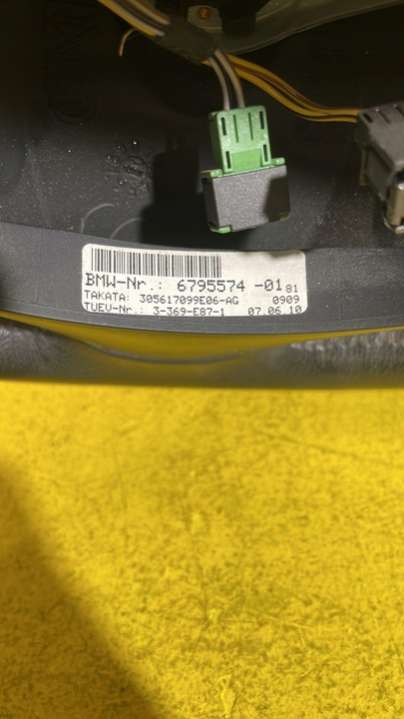 BMW-Nr.: 6795574 -01 81
TAKATA: 305617099E06-AG 0909
TUEV-Nr.: 3-369-E87-1 07.06.10